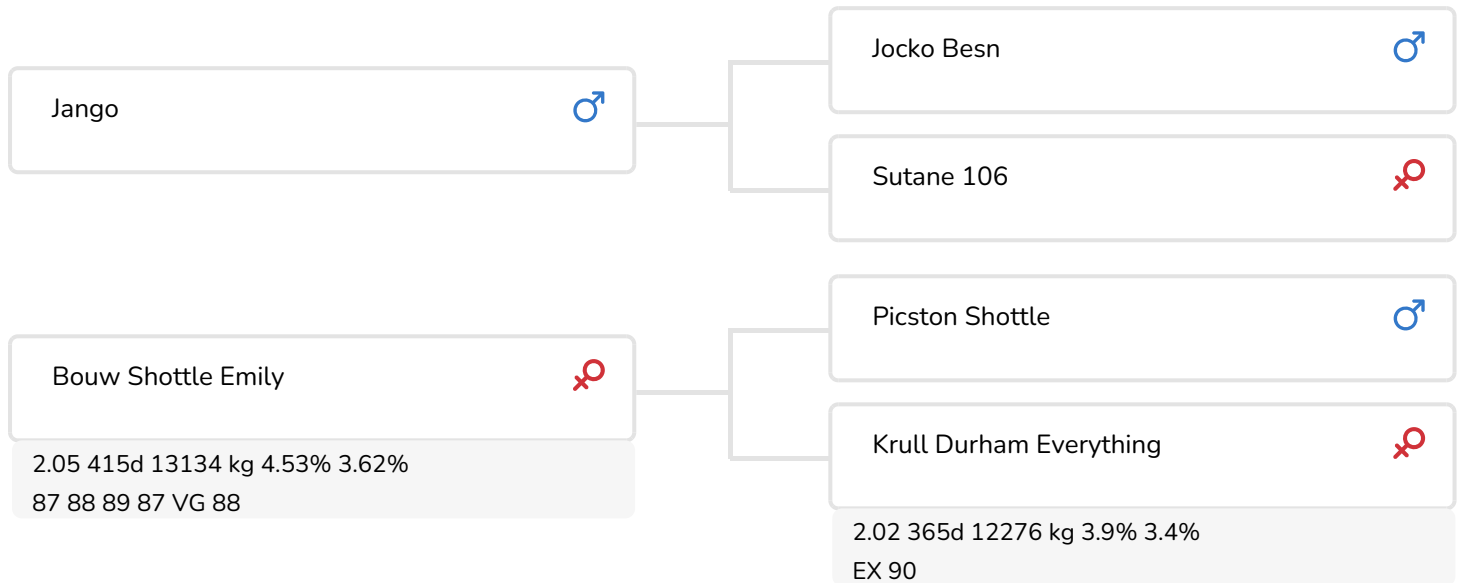 Jango
Jocko Besn
Sutane 106
Bouw Shottle Emily
2.05 415d 13134 kg 4.53% 3.62%
87 88 89 87 VG 88
Picston Shottle
Krull Durham Everything
2.02 365d 12276 kg 3.9% 3.4%
EX 90